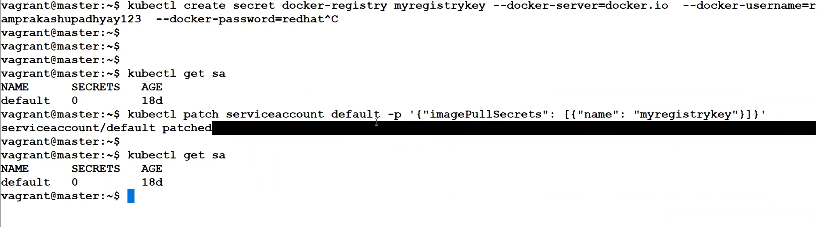 vagrant@master:~$ kubectl create secret docker-registry myregistrykey --docker-server=docker.io  --docker-username=r
amprakashupadhyay123  --docker-password=redhat^C
vagrant@master:~$
vagrant@master:~$
vagrant@master:~$
vagrant@master:~$ kubectl get sa
NAME      SECRETS   AGE
default   0         18d
vagrant@master:~$ kubectl patch serviceaccount default -p '{"imagePullSecrets": [{"name": "myregistrykey"}]}'
serviceaccount/default patched
vagrant@master:~$
vagrant@master:~$ kubectl get sa
NAME      SECRETS   AGE
default   0         18d
vagrant@master:~$